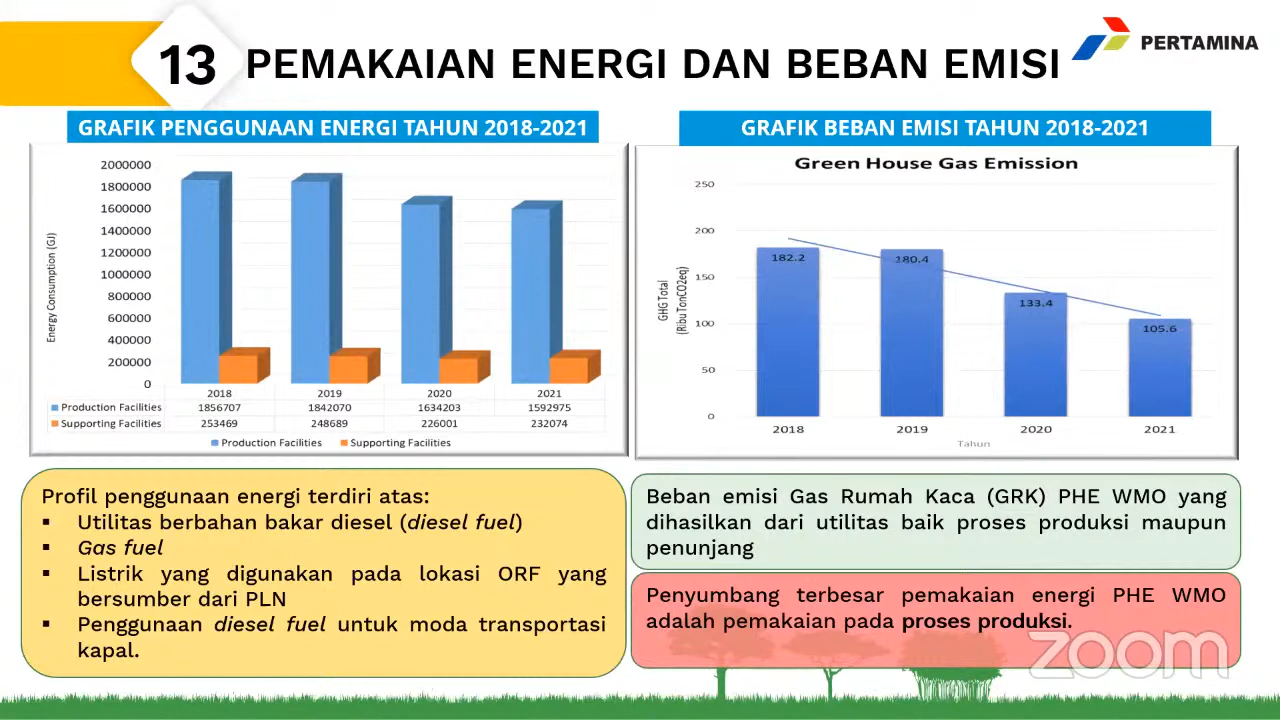 13 PEMAKAIAN ENERGI DAN BEBAN EMISI
PERTAMINA
GRAFIK PENGGUNAAN ENERGI TAHUN 2018-2021
2000000
1800000
1600000
1400000
1200000
1000000
800000
600000
400000
200000
0
Energy Consumption (GJ)
2018 2019 2020 2021
Production Facilities 1856707 1842070 1634203 1592975
Supporting Facilities 253469 248689 226001 232074
Production Facilities Supporting Facilities
GRAFIK BEBAN EMISI TAHUN 2018-2021
Green House Gas Emission
250
200
150
100
50
0
GHG Total
(Ribu TonCO2eq)
182.2
180.4
133.4
105.6
2018 2019 2020 2021
Tahun
Profil penggunaan energi terdiri atas:
▪ Utilitas berbahan bakar diesel (diesel fuel)
▪ Gas fuel
▪ Listrik yang digunakan pada lokasi ORF yang
bersumber dari PLN
▪ Penggunaan diesel fuel untuk moda transportasi
kapal.
Beban emisi Gas Rumah Kaca (GRK) PHE WMO yang
dihasilkan dari utilitas baik proses produksi maupun
penunjang
Penyumbang terbesar pemakaian energi PHE WMO
adalah pemakaian pada proses produksi.
zoom